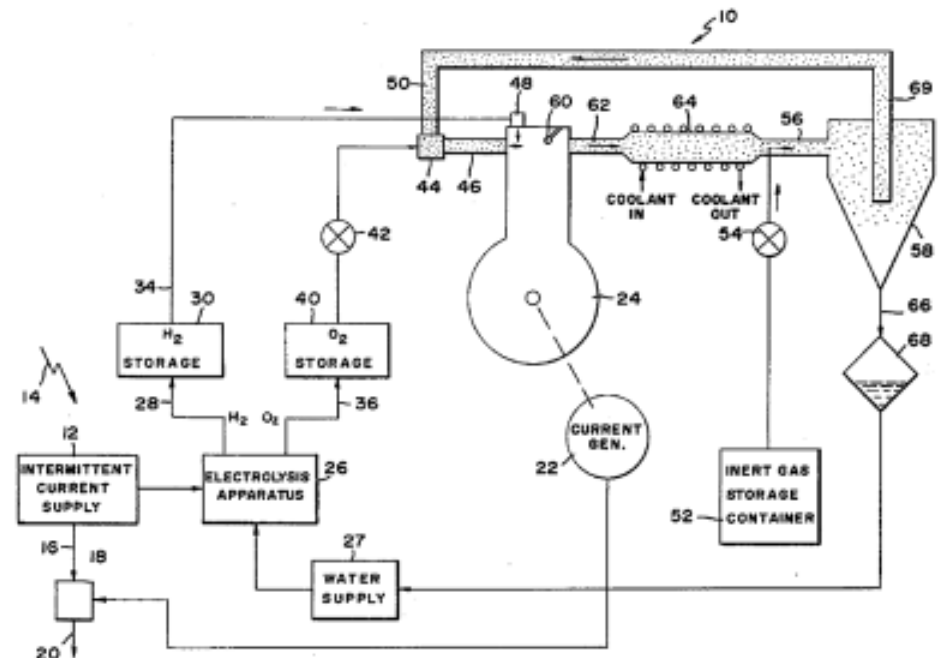 10
50
48
60
62
64
56
69
44
46
COOLANT IN
COOLANT OUT
54
58
42
34
30
H2
STORAGE
40
O2
STORAGE
24
66
68
14
28
H2
O2
36
CURRENT
GEN.
22
12
INTERMITTENT
CURRENT
SUPPLY
ELECTROLYSIS
APPARATUS
26
INERT GAS
STORAGE
CONTAINER
52
16
18
27
WATER
SUPPLY
20